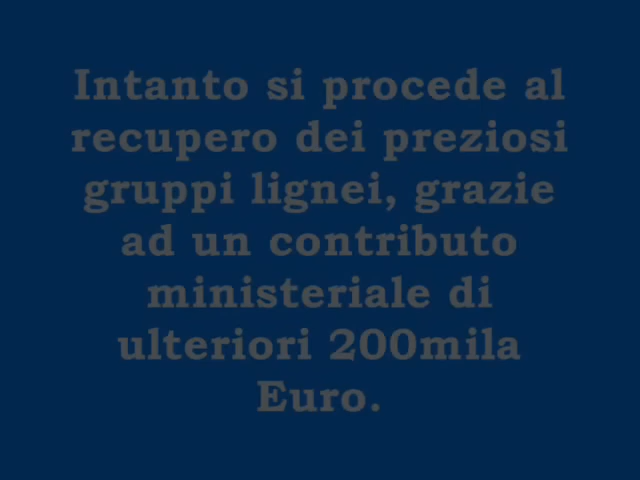 Intanto si procede al
recupero dei preziosi
gruppi lignei, grazie
ad un contributo
ministeriale di
ulteriori 200mila
Euro.